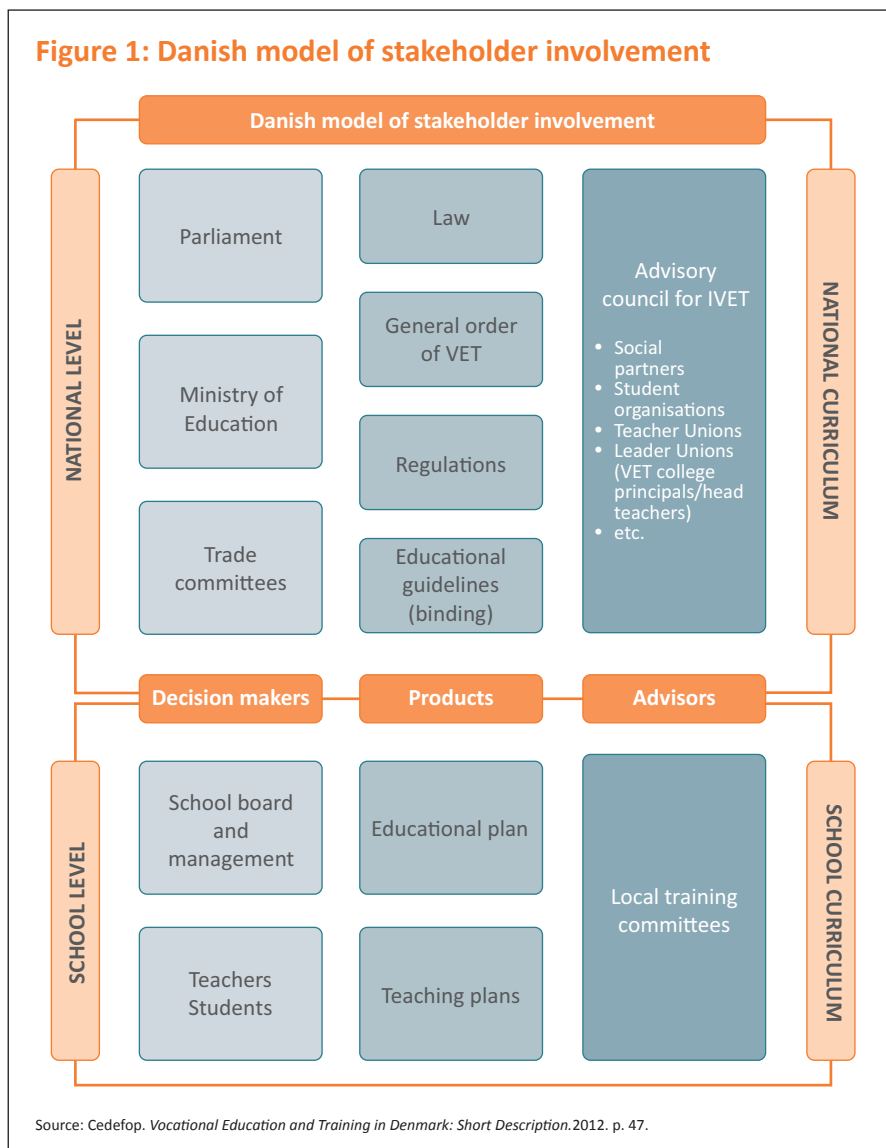 Figure 1: Danish model of stakeholder involvement
Danish model of stakeholder involvement
NATIONAL LEVEL
Parliament
Ministry of
Education
Trade
committees
Law
General order
of VET
Regulations
Educational
guidelines
(binding)
Advisory
council for IVET
• Social
partners
• Student
organisations
• Teacher Unions
• Leader Unions
(VET college
principals/head
teachers)
• etc.
NATIONAL CURRICULUM
Decision makers
Products
Advisors
SCHOOL LEVEL
School board
and
management
Teachers
Students
Educational plan
Teaching plans
Local training
committees
SCHOOL CURRICULUM
Source: Cedefop. Vocational Education and Training in Denmark: Short Description.2012. p. 47.